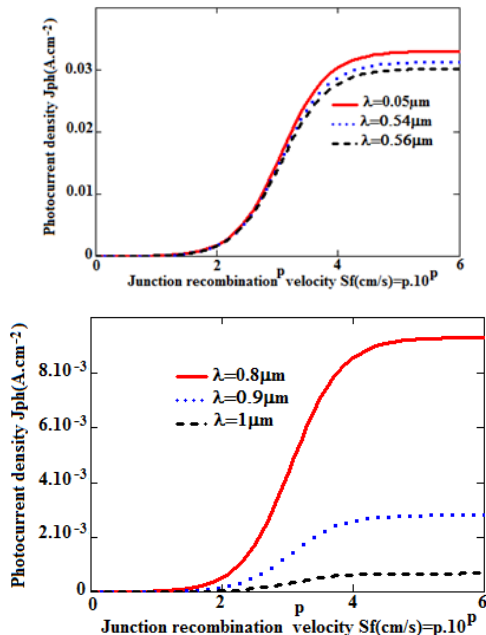 Photocurrent density Jph(A.cm⁻²)
0.03
0.02
0.01
0
λ=0.05μm
λ=0.54μm
λ=0.56μm
0 2 4 6
p
Junction recombination velocity Sf(cm/s)=p.10ᵖ
Photocurrent density Jph(A.cm⁻²)
8.10⁻³
6.10⁻³
4.10⁻³
2.10⁻³
0
λ=0.8μm
λ=0.9μm
λ=1μm
0 2 4 6
p
Junction recombination velocity Sf(cm/s)=p.10ᵖ